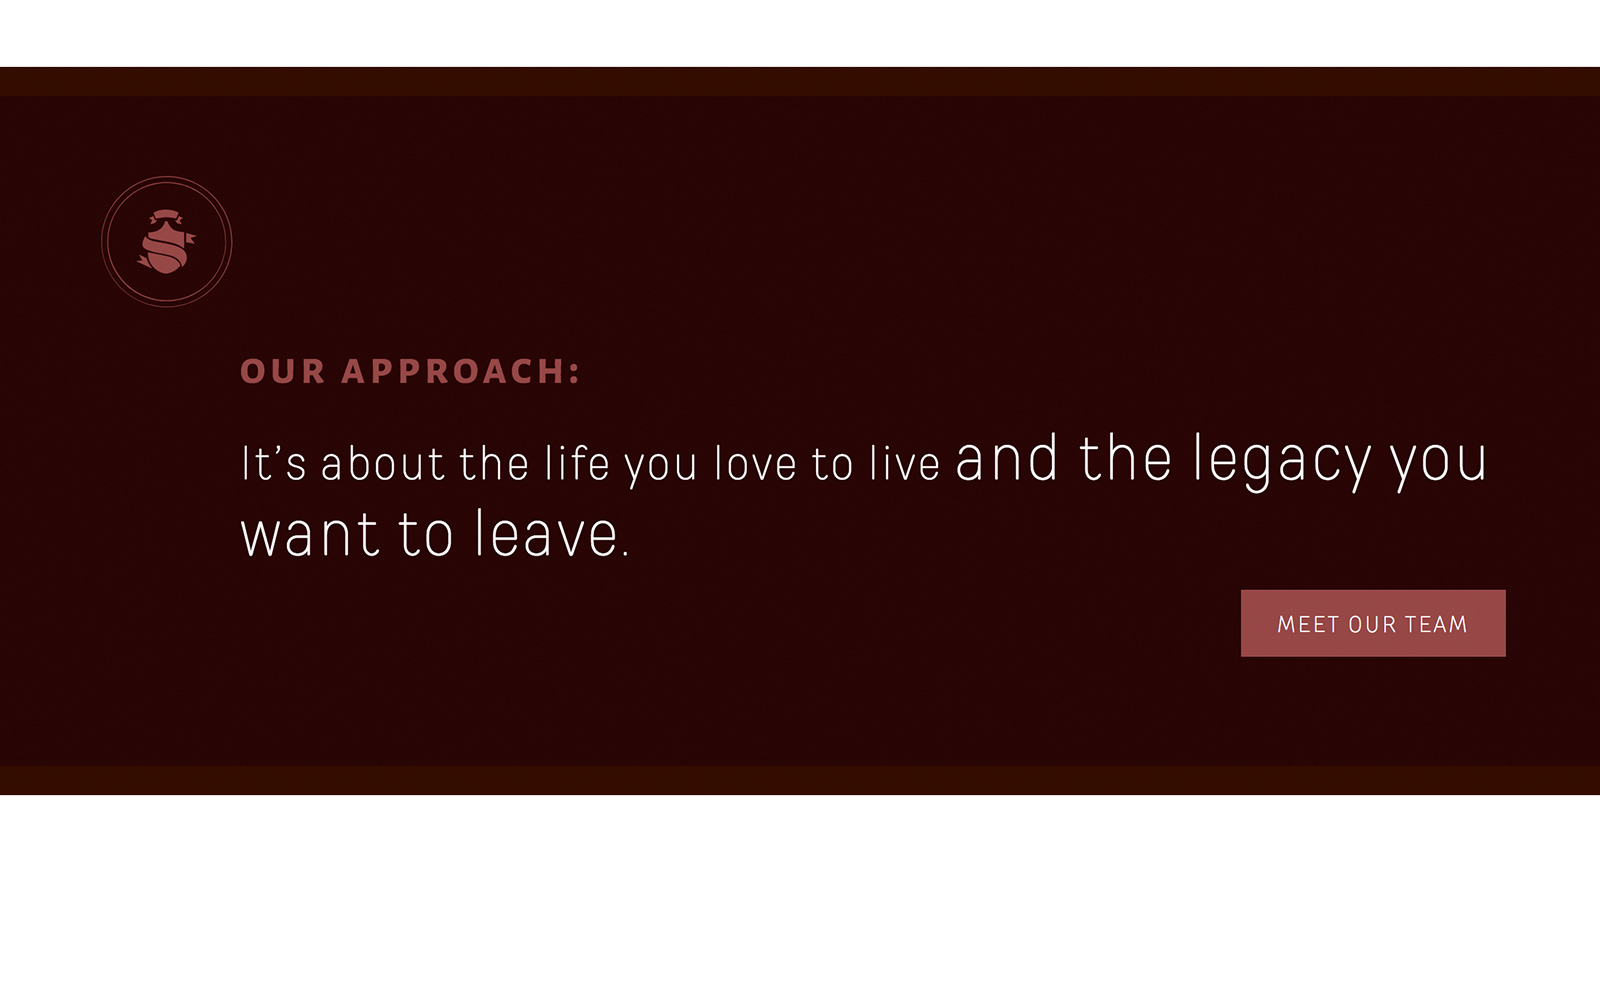 OUR APPROACH:
It’s about the life you love to live and the legacy you
want to leave.
MEET OUR TEAM